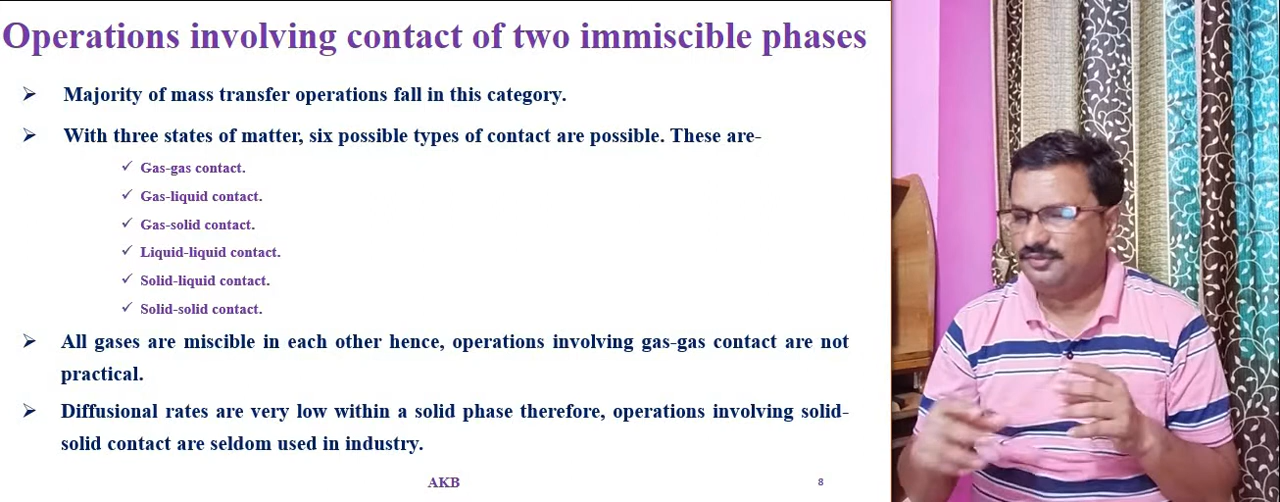 Operations involving contact of two immiscible phases
➤ Majority of mass transfer operations fall in this category.
➤ With three states of matter, six possible types of contact are possible. These are-
✓ Gas-gas contact.
✓ Gas-liquid contact.
✓ Gas-solid contact.
✓ Liquid-liquid contact.
✓ Solid-liquid contact.
✓ Solid-solid contact.
➤ All gases are miscible in each other hence, operations involving gas-gas contact are not
practical.
➤ Diffusional rates are very low within a solid phase therefore, operations involving solid-
solid contact are seldom used in industry.
AKB 8